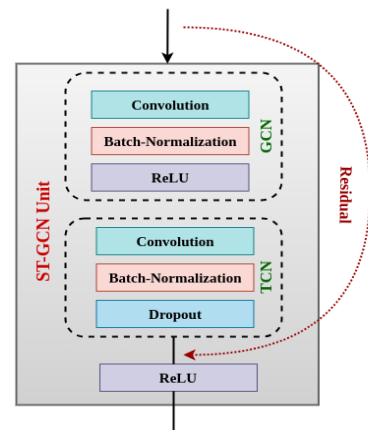 Convolution
Batch-Normalization
ReLU
GCN
ST-GCN Unit
Residual
Convolution
Batch-Normalization
Dropout
TCN
ReLU